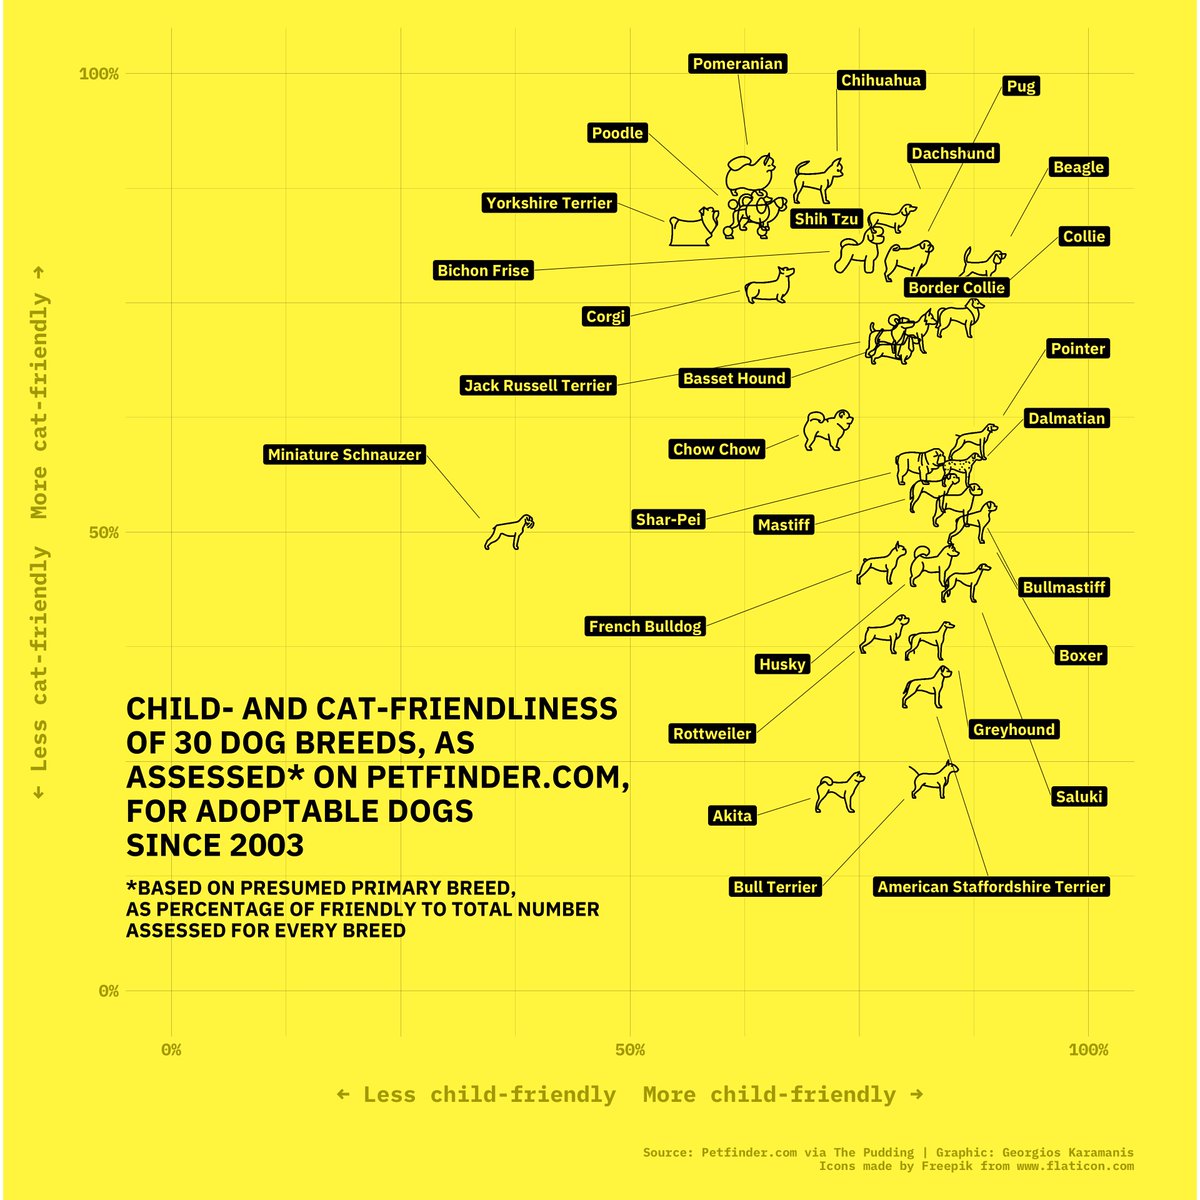 Pomeranian
100%
Chihuahua
Pug
Poodle
Dachshund
Beagle
Yorkshire Terrier
Shih Tzu
Collie
Bichon Frise
Border Collie
Corgi
Pointer
Basset Hound
Jack Russell Terrier
Dalmatian
Chow Chow
Miniature Schnauzer
Shar-Pei
Mastiff
50%
Bullmastiff
French Bulldog
Boxer
Husky
Greyhound
Rottweiler
Saluki
Akita
Bull Terrier
American Staffordshire Terrier
← Less cat-friendly More cat-friendly →
CHILD- AND CAT-FRIENDLINESS
OF 30 DOG BREEDS, AS
ASSESSED* ON PETFINDER.COM,
FOR ADOPTABLE DOGS
SINCE 2003
*BASED ON PRESUMED PRIMARY BREED,
AS PERCENTAGE OF FRIENDLY TO TOTAL NUMBER
ASSESSED FOR EVERY BREED
0%
0% 50% 100%
← Less child-friendly More child-friendly →
Source: Petfinder.com via The Pudding | Graphic: Georgios Karamanis
Icons made by Freepik from www.flaticon.com